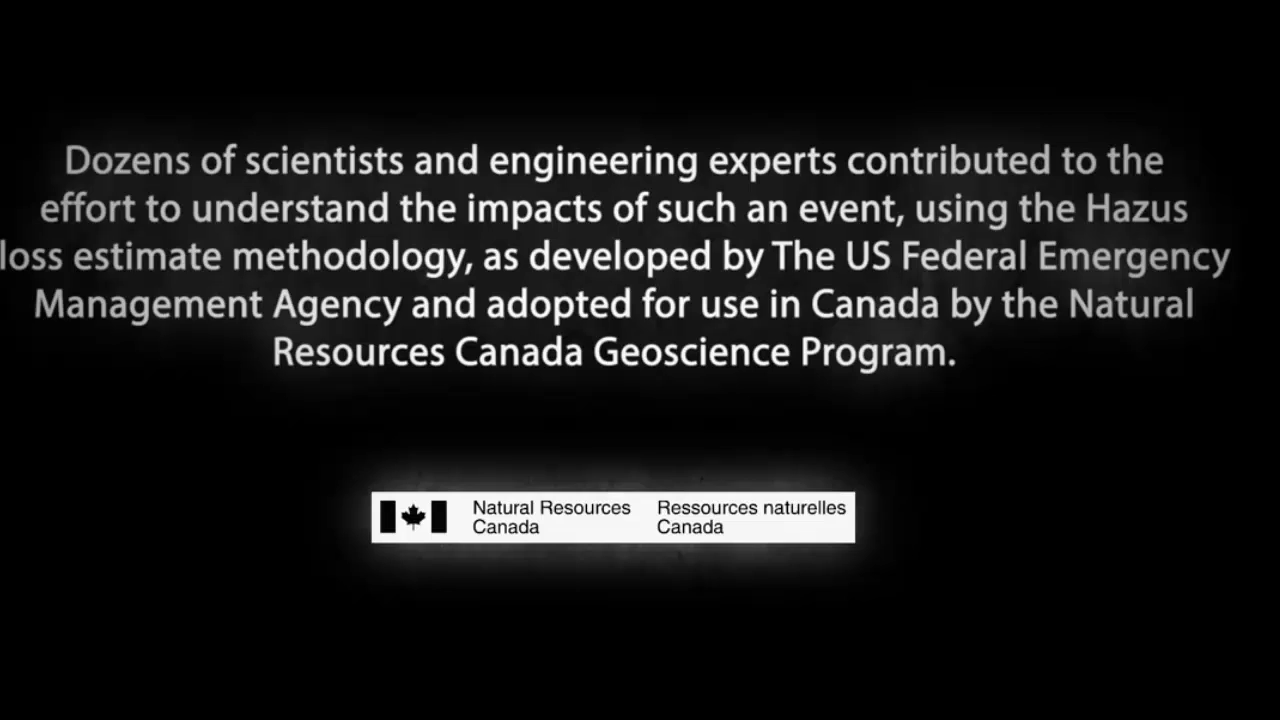 Dozens of scientists and engineering experts contributed to the
effort to understand the impacts of such an event, using the Hazus
loss estimate methodology, as developed by The US Federal Emergency
Management Agency and adopted for use in Canada by the Natural
Resources Canada Geoscience Program.
Natural Resources
Canada
Ressources naturelles
Canada